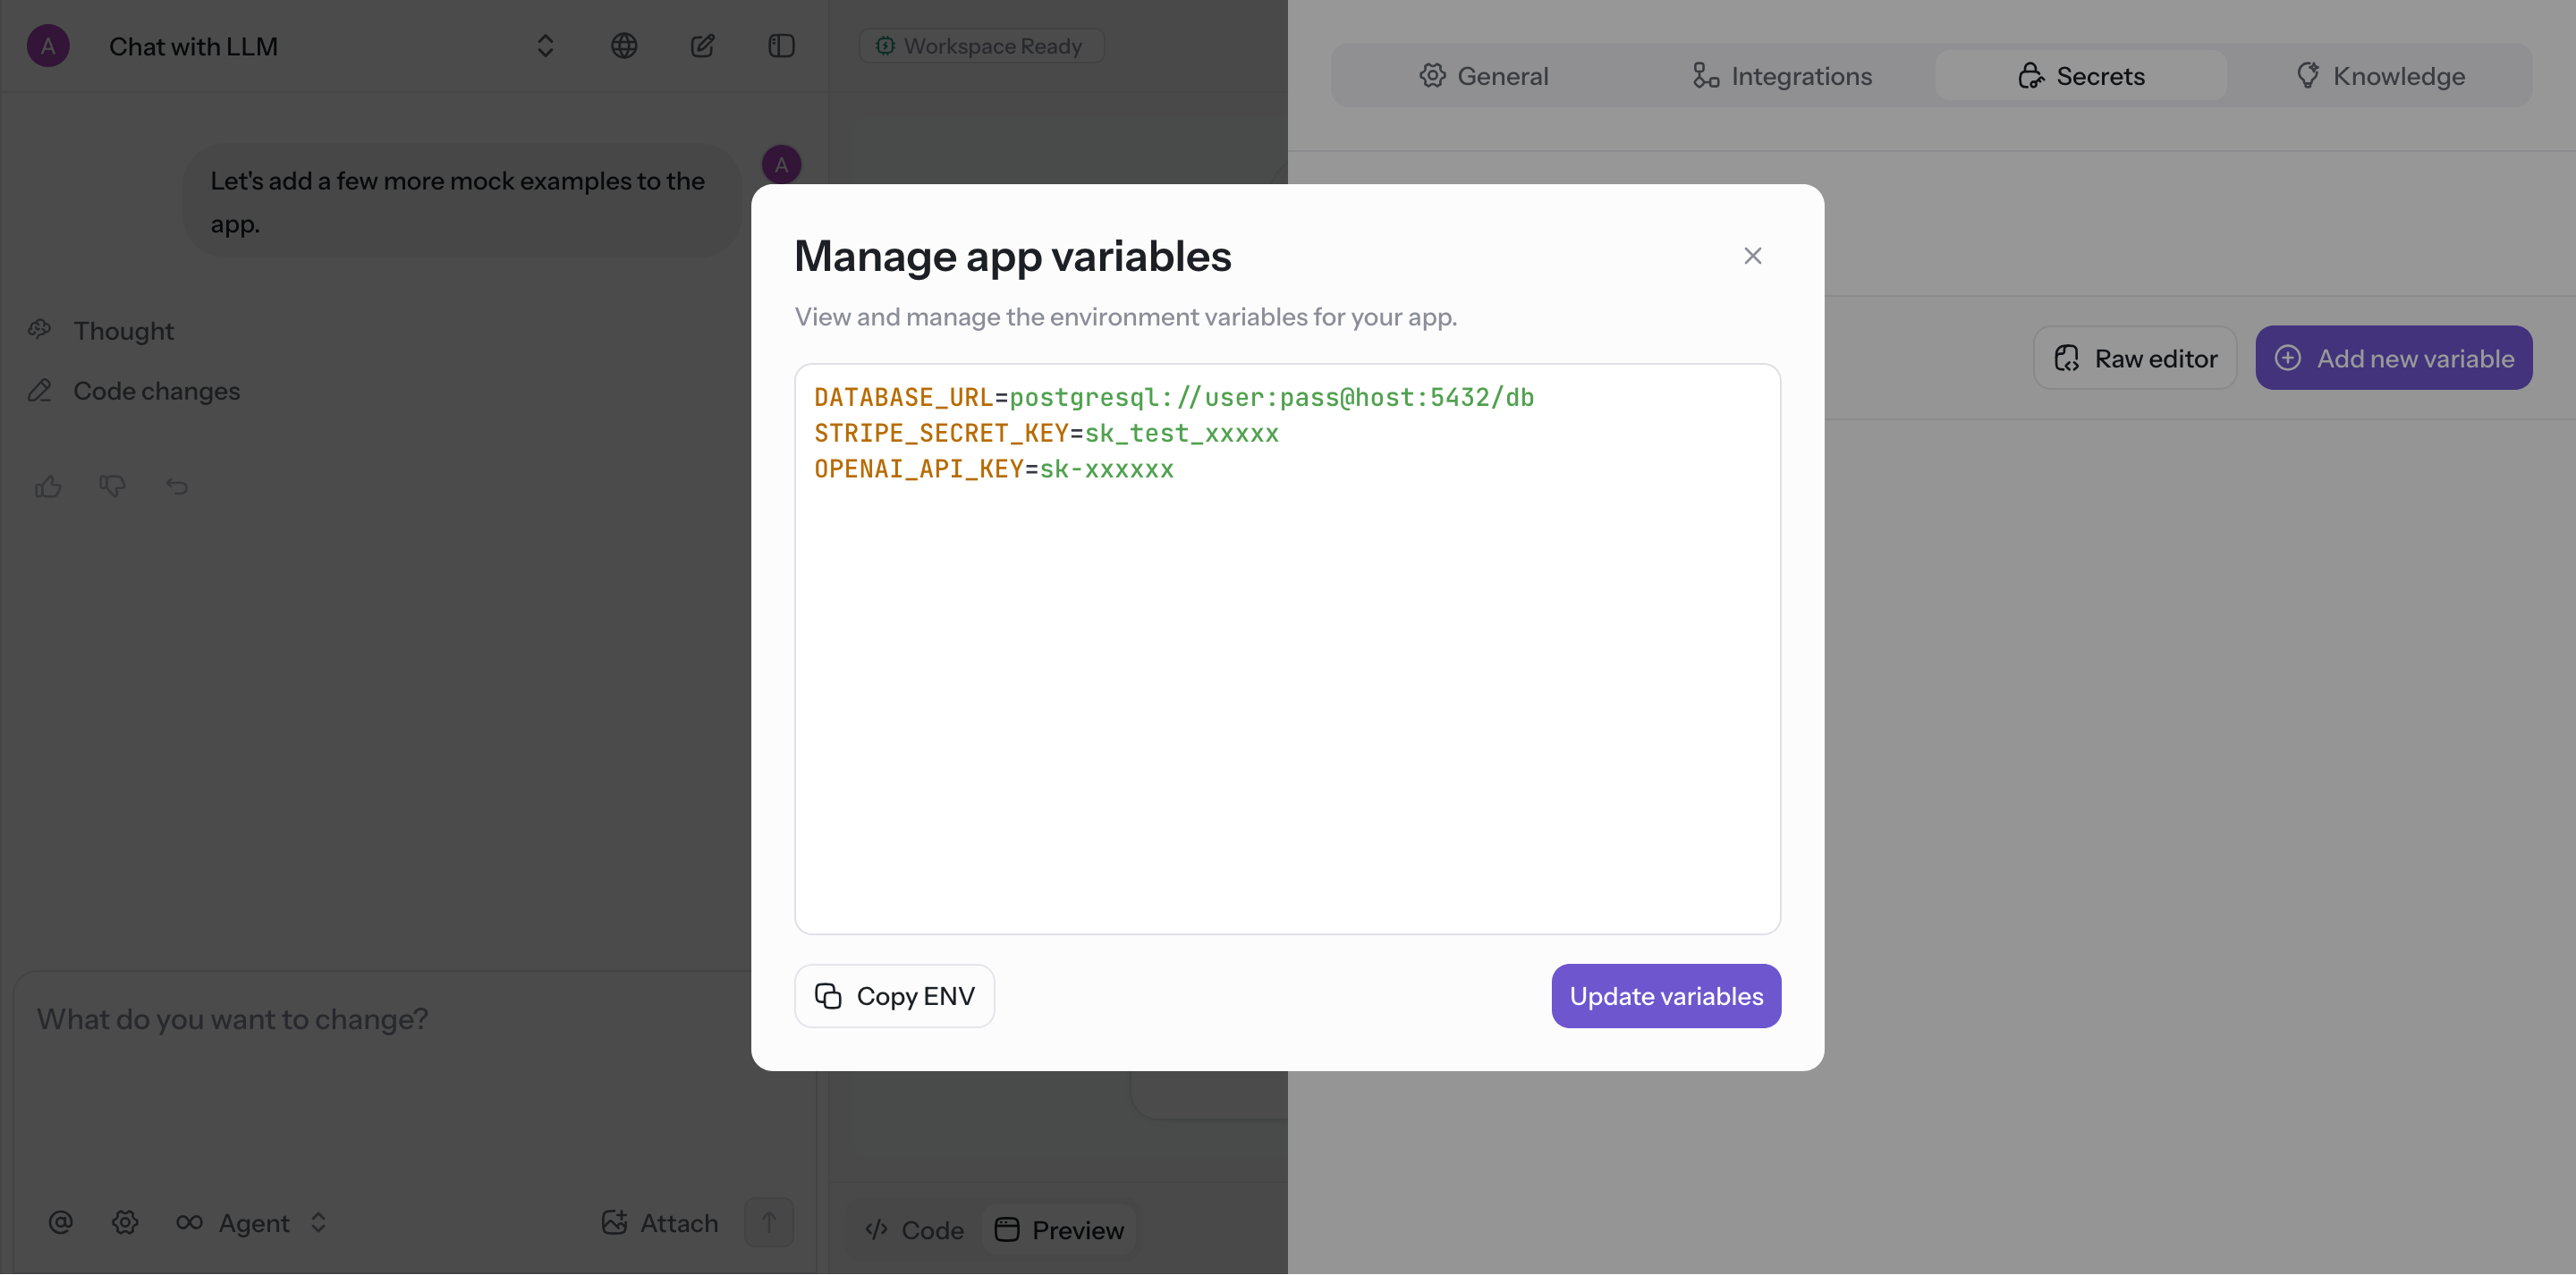 A
Chat with LLM
Workspace Ready
General
Integrations
Secrets
Knowledge
Let's add a few more mock examples to the
app.
A
Thought
Code changes
Manage app variables
View and manage the environment variables for your app.
DATABASE_URL=postgresql://user:pass@host:5432/db
STRIPE_SECRET_KEY=sk_test_xxxxx
OPENAI_API_KEY=sk-xxxxxx
Copy ENV
Update variables
Raw editor
Add new variable
What do you want to change?
Agent
Attach
Code
Preview